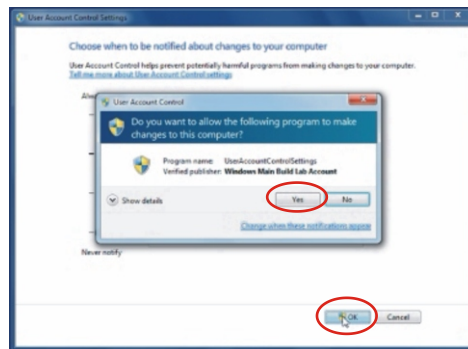 User Account Control Settings
Choose when to be notified about changes to your computer
User Account Control helps prevent potentially harmful programs from making changes to your computer.
Tell me more about User Account Control settings
User Account Control
Do you want to allow the following program to make
changes to this computer?
Program name: UserAccountControlSettings
Verified publisher: Windows Main Build Lab Account
Show details
Yes
No
Change when these notifications appear
Never notify
OK
Cancel